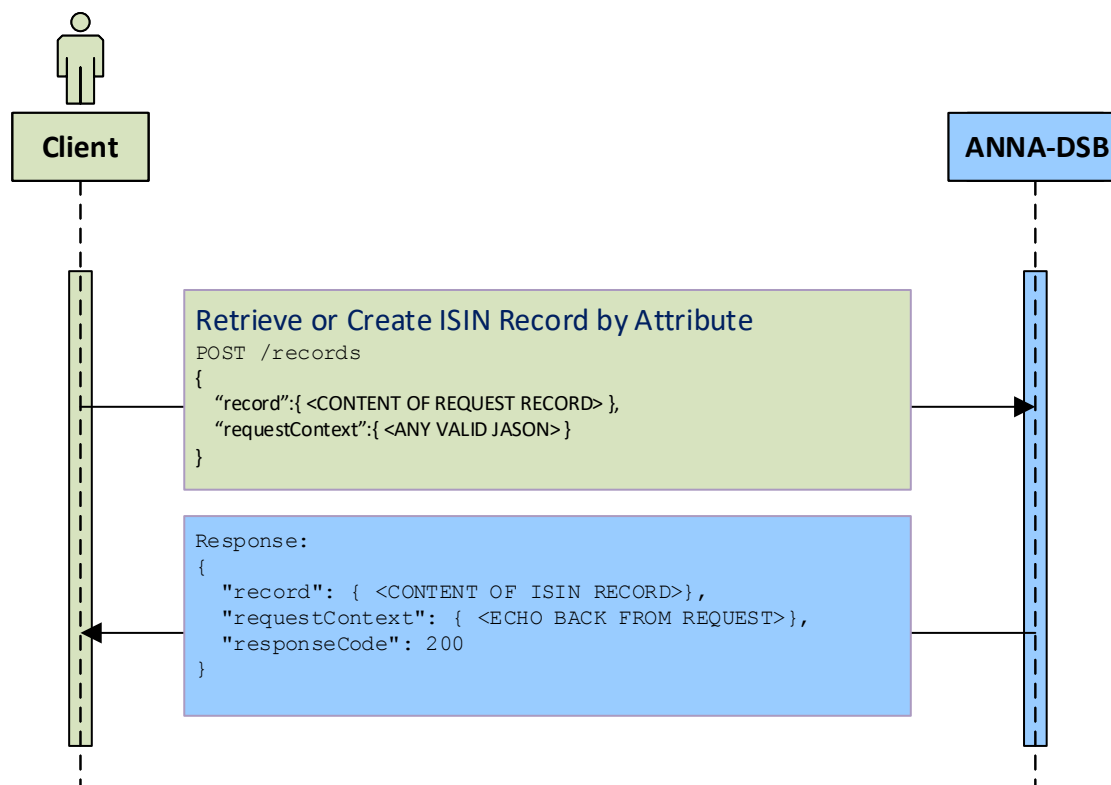 Client
ANNA-DSB
Retrieve or Create ISIN Record by Attribute
POST /records
{
“record”:{ <CONTENT OF REQUEST RECORD> },
“requestContext”:{ <ANY VALID JASON> }
}
Response:
{
"record": { <CONTENT OF ISIN RECORD>},
"requestContext": { <ECHO BACK FROM REQUEST>},
"responseCode": 200
}